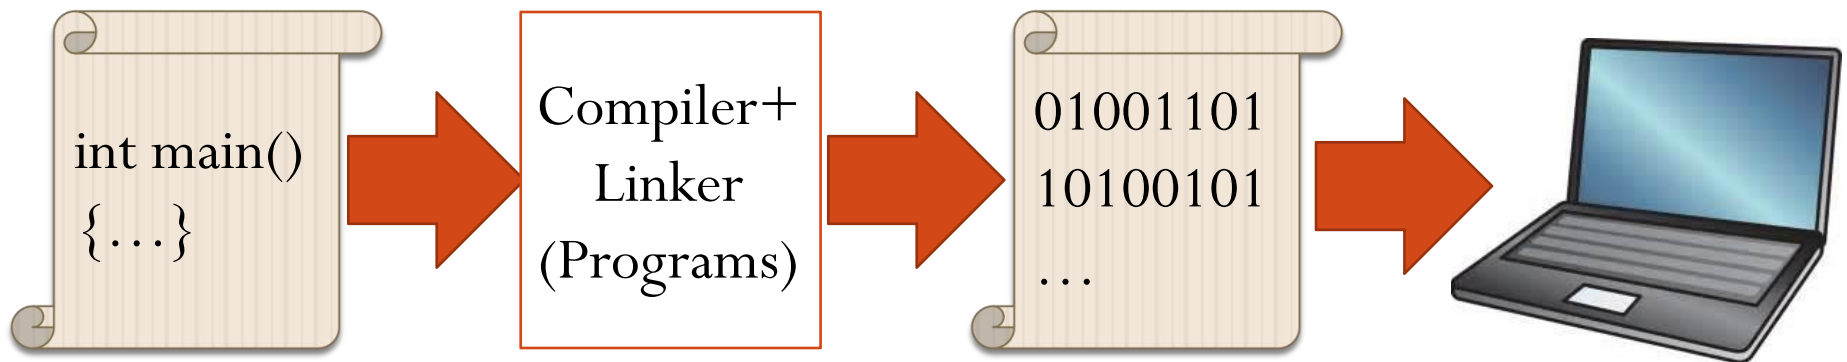 int main()
{…}
Compiler+
Linker
(Programs)
01001101
10100101
…